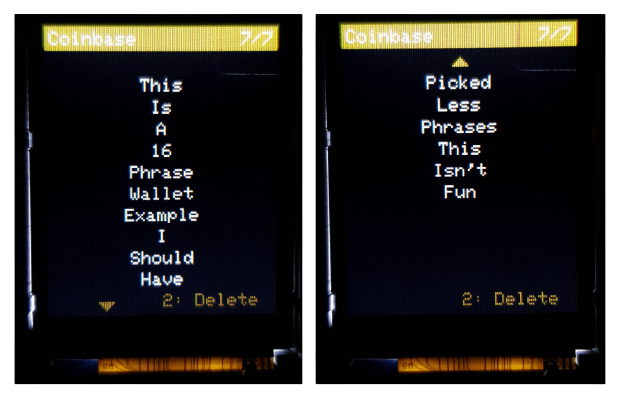 Coinbase 7/7
This
Is
A
16
Phrase
Wallet
Example
I
Should
Have
2: Delete
Coinbase 7/7
Picked
Less
Phrases
This
Isn't
Fun
2: Delete